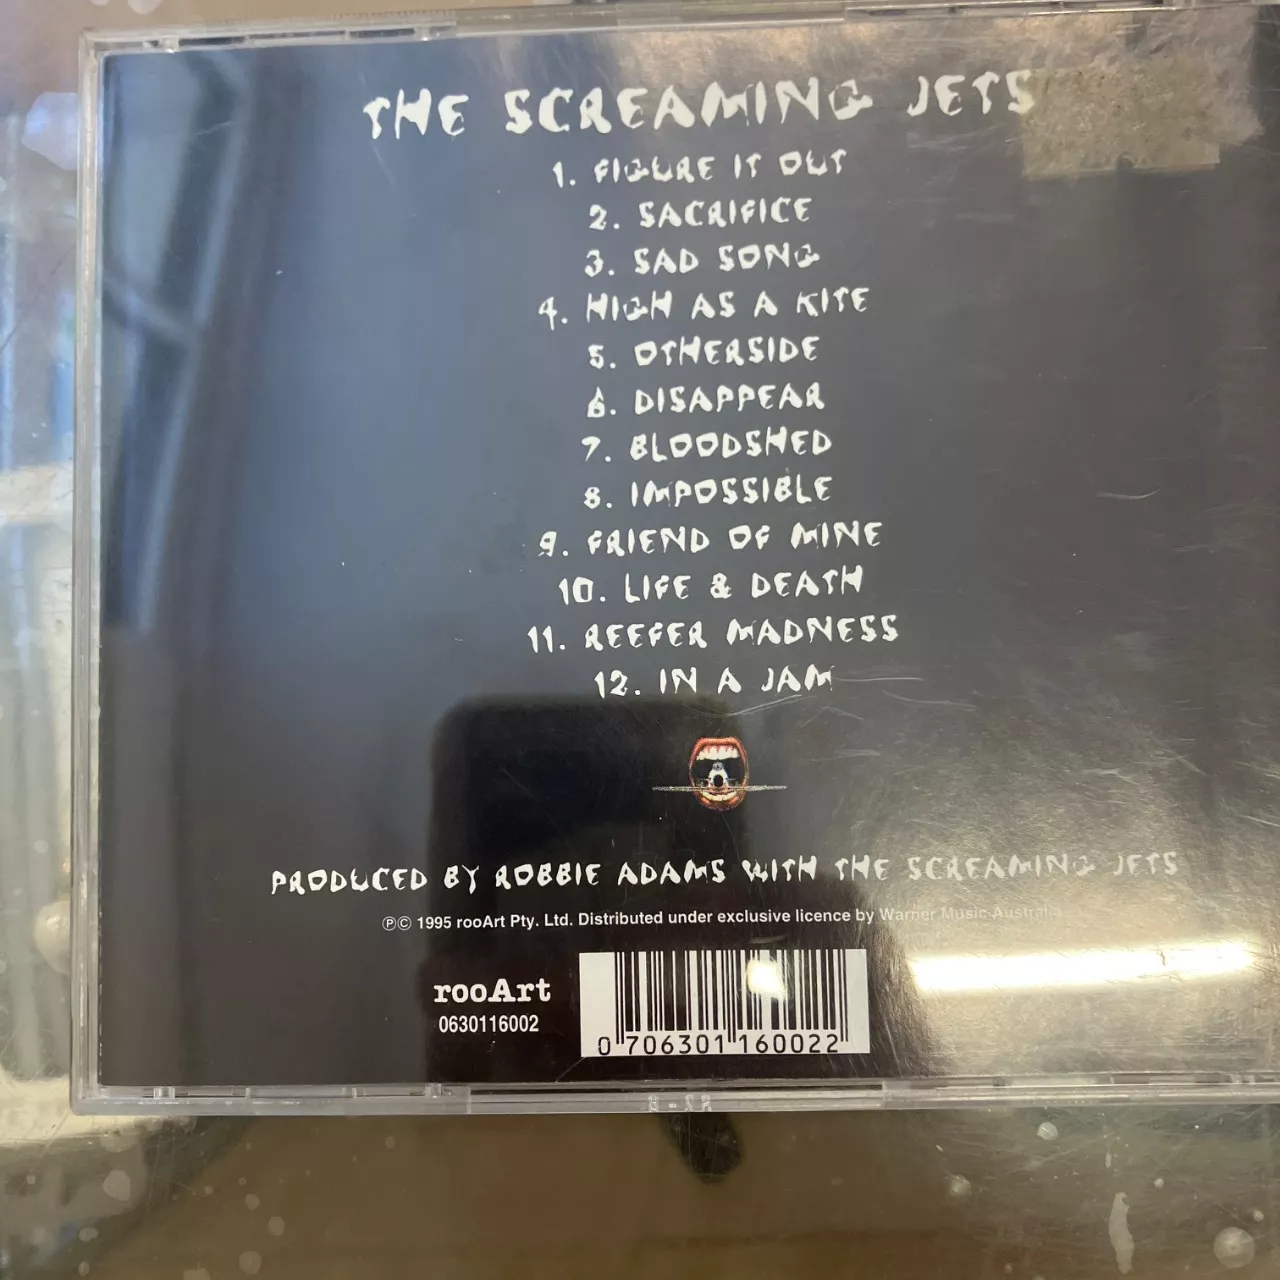 THE SCREAMING JETS
1. FIGURE IT OUT
2. SACRIFICE
3. SAD SONG
4. HIGH AS A KITE
5. OTHERSIDE
6. DISAPPEAR
7. BLOODSHED
8. IMPOSSIBLE
9. FRIEND OF MINE
10. LIFE & DEATH
11. REEFER MADNESS
12. IN A JAM
PRODUCED BY ROBBIE ADAMS WITH THE SCREAMING JETS
℗© 1995 rooArt Pty. Ltd. Distributed under exclusive licence by Warner Music Australia
rooArt
0630116002
0 706301 160022